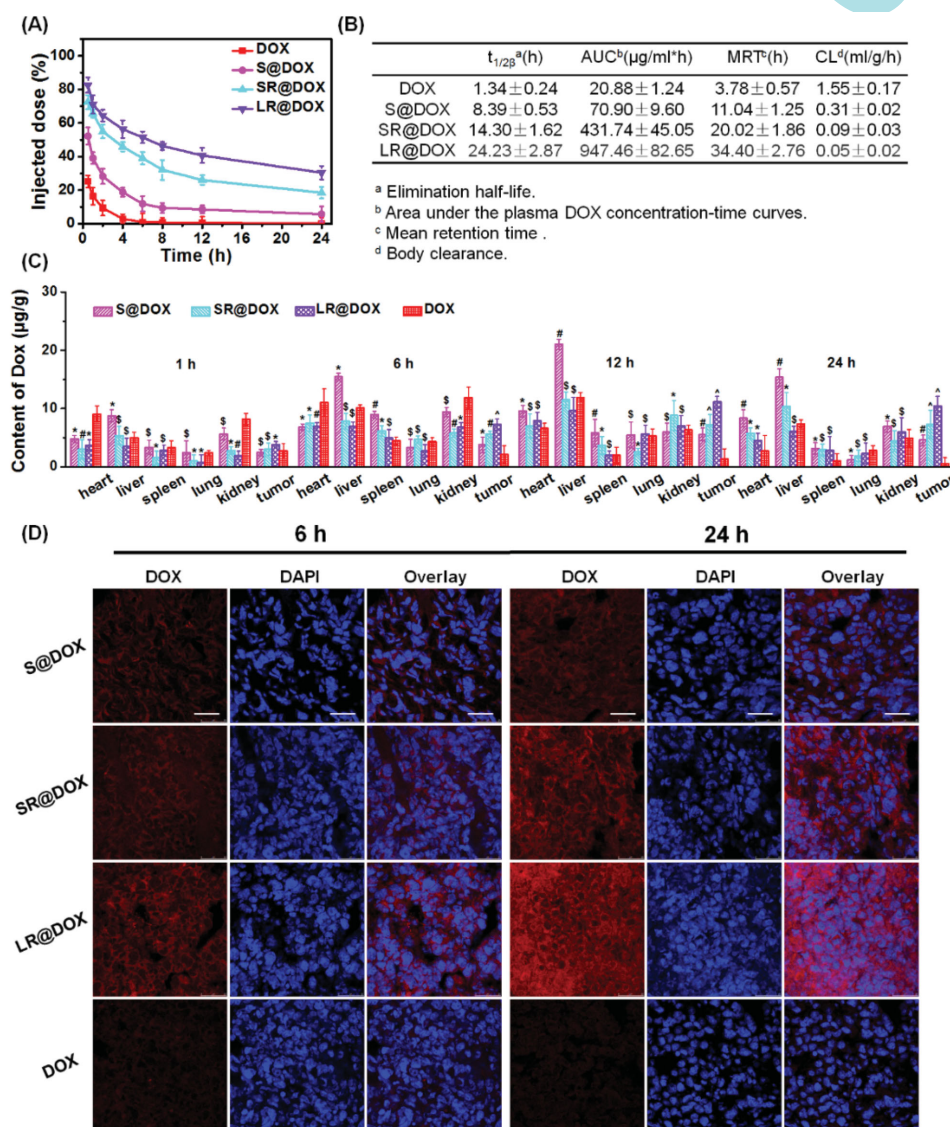 (A)
DOX
S@DOX
SR@DOX
LR@DOX
Injected dose (%)
100
80
60
40
20
0
0 4 8 12 16 20 24
Time (h)
(B)
t1/2βa(h) AUCb(μg/ml*h) MRTc(h) CLd(ml/g/h)
DOX 1.34±0.24 20.88±1.24 3.78±0.57 1.55±0.17
S@DOX 8.39±0.53 70.90±9.60 11.04±1.25 0.31±0.02
SR@DOX 14.30±1.62 431.74±45.05 20.02±1.86 0.09±0.03
LR@DOX 24.23±2.87 947.46±82.65 34.40±2.76 0.05±0.02
a Elimination half-life.
b Area under the plasma DOX concentration-time curves.
c Mean retention time .
d Body clearance.
(C)
Content of Dox (μg/g)
30
20
10
0
S@DOX SR@DOX LR@DOX DOX
1 h 6 h 12 h 24 h
heart liver spleen lung kidney tumor heart liver spleen lung kidney tumor heart liver spleen lung kidney tumor heart liver spleen lung kidney tumor
(D)
6 h 24 h
DOX DAPI Overlay DOX DAPI Overlay
S@DOX
SR@DOX
LR@DOX
DOX